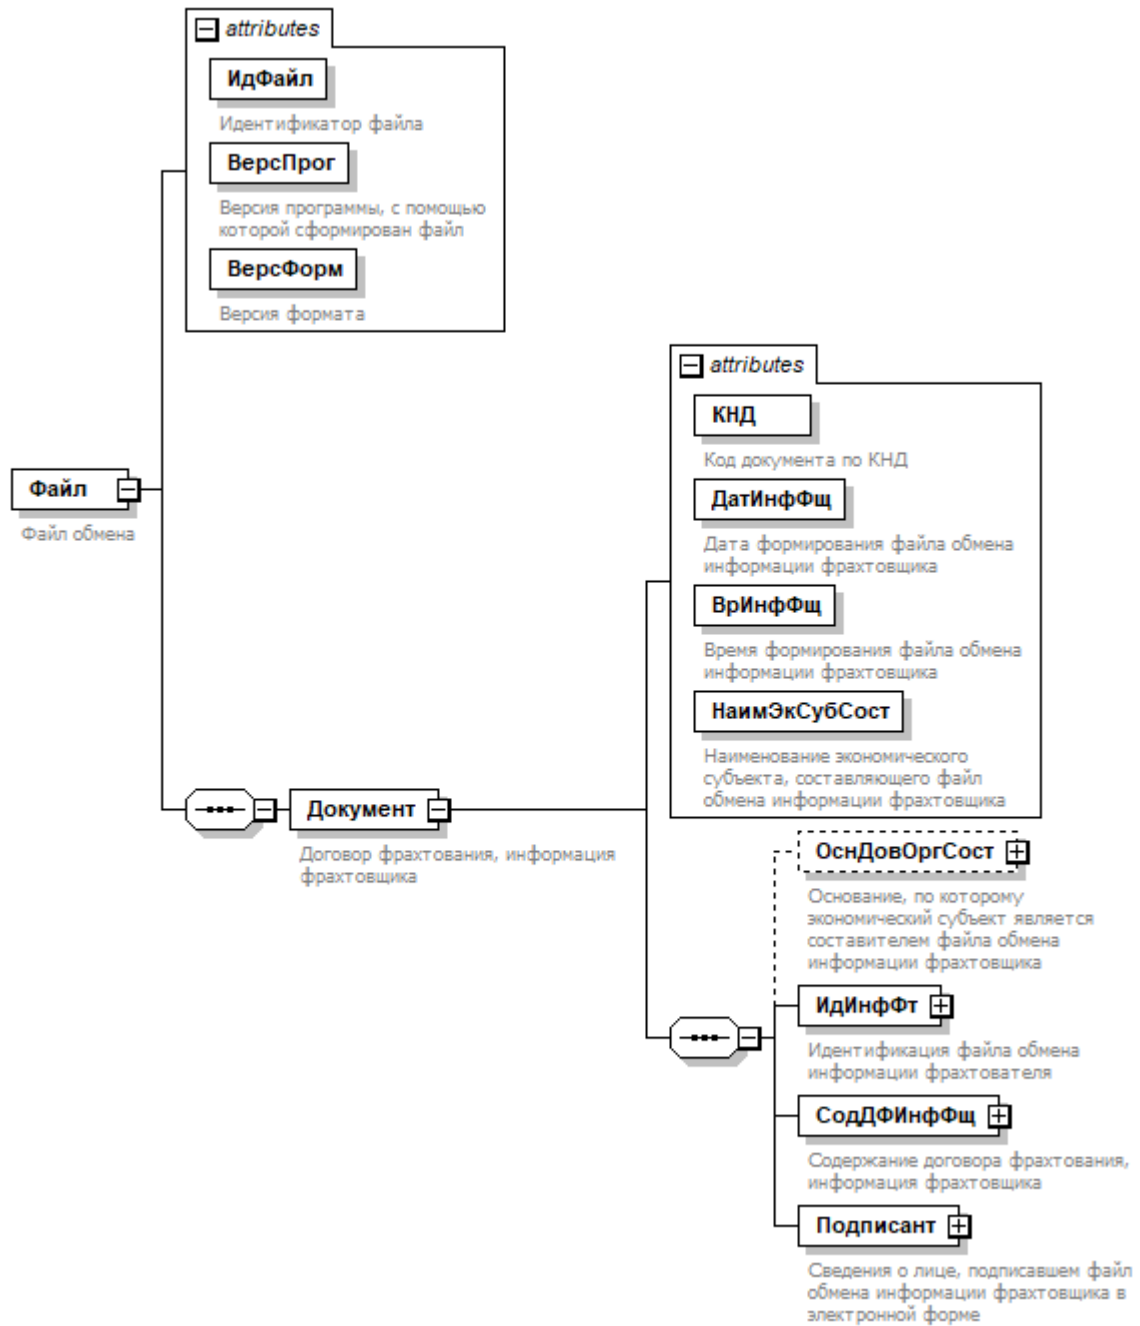 attributes
ИдФайл
Идентификатор файла
ВерсПрог
Версия программы, с помощью
которой сформирован файл
ВерсФорм
Версия формата
Файл
Файл обмена
attributes
КНД
Код документа по КНД
ДатИнфФщ
Дата формирования файла обмена
информации фрахтовщика
ВрИнфФщ
Время формирования файла обмена
информации фрахтовщика
НаимЭкСубСост
Наименование экономического
субъекта, составляющего файл
обмена информации фрахтовщика
Документ
Договор фрахтования, информация
фрахтовщика
ОснДовОргСост
Основание, по которому
экономический субъект является
составителем файла обмена
информации фрахтовщика
ИдИнфФт
Идентификация файла обмена
информации фрахтователя
СодДФИнфФщ
Содержание договора фрахтования,
информация фрахтовщика
Подписант
Сведения о лице, подписавшем файл
обмена информации фрахтовщика в
электронной форме